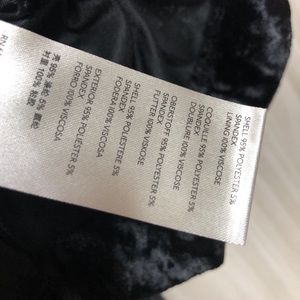 SHELL 95% POLYESTER 5%
SPANDEX
LINING 100% VISCOSE
COQUILLE 95% POLYESTER 5%
SPANDEX
DOUBLURE 100% VISCOSE
OBERSTOFF 95% POLYESTER 5%
SPANDEX
FUTTER 100% VISKOSE
SHELL 95% POLIESTERE 5%
SPANDEX
FODERA 100% VISCOSA
EXTERIOR 95% POLYESTER 5%
SPANDEX
FORRO 100% VISCOSA
RN